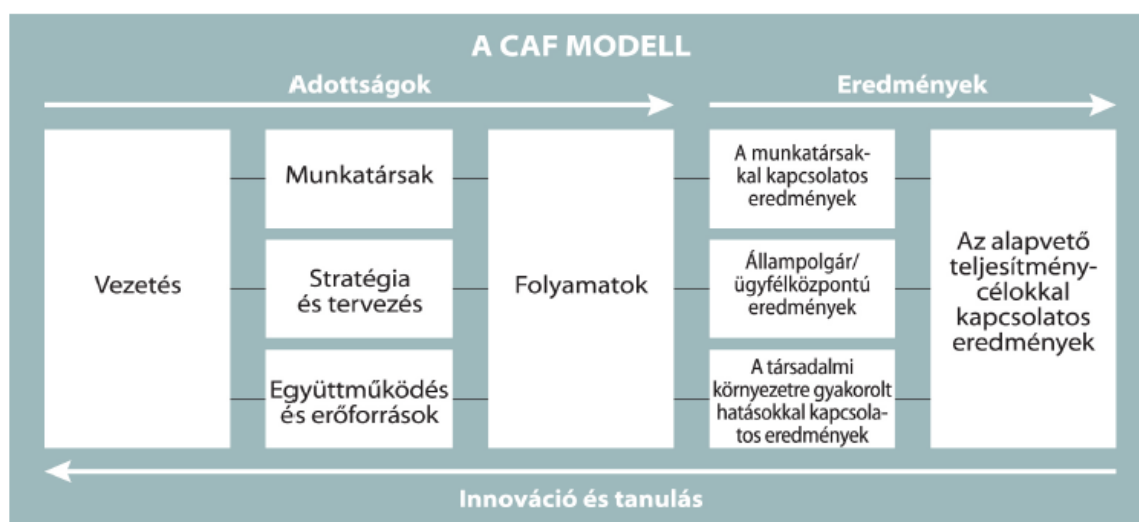 A CAF MODELL
Adottságok
Eredmények
Vezetés
Munkatársak
Stratégia
és tervezés
Együttműködés
és erőforrások
Folyamatok
A munkatársak-
kal kapcsolatos
eredmények
Állampolgár/
ügyfélközpontú
eredmények
A társadalmi
környezetre gyakorolt
hatásokkal kapcsola-
tos eredmények
Az alapvető
teljesítmény-
célokkal
kapcsolatos
eredmények
Innováció és tanulás